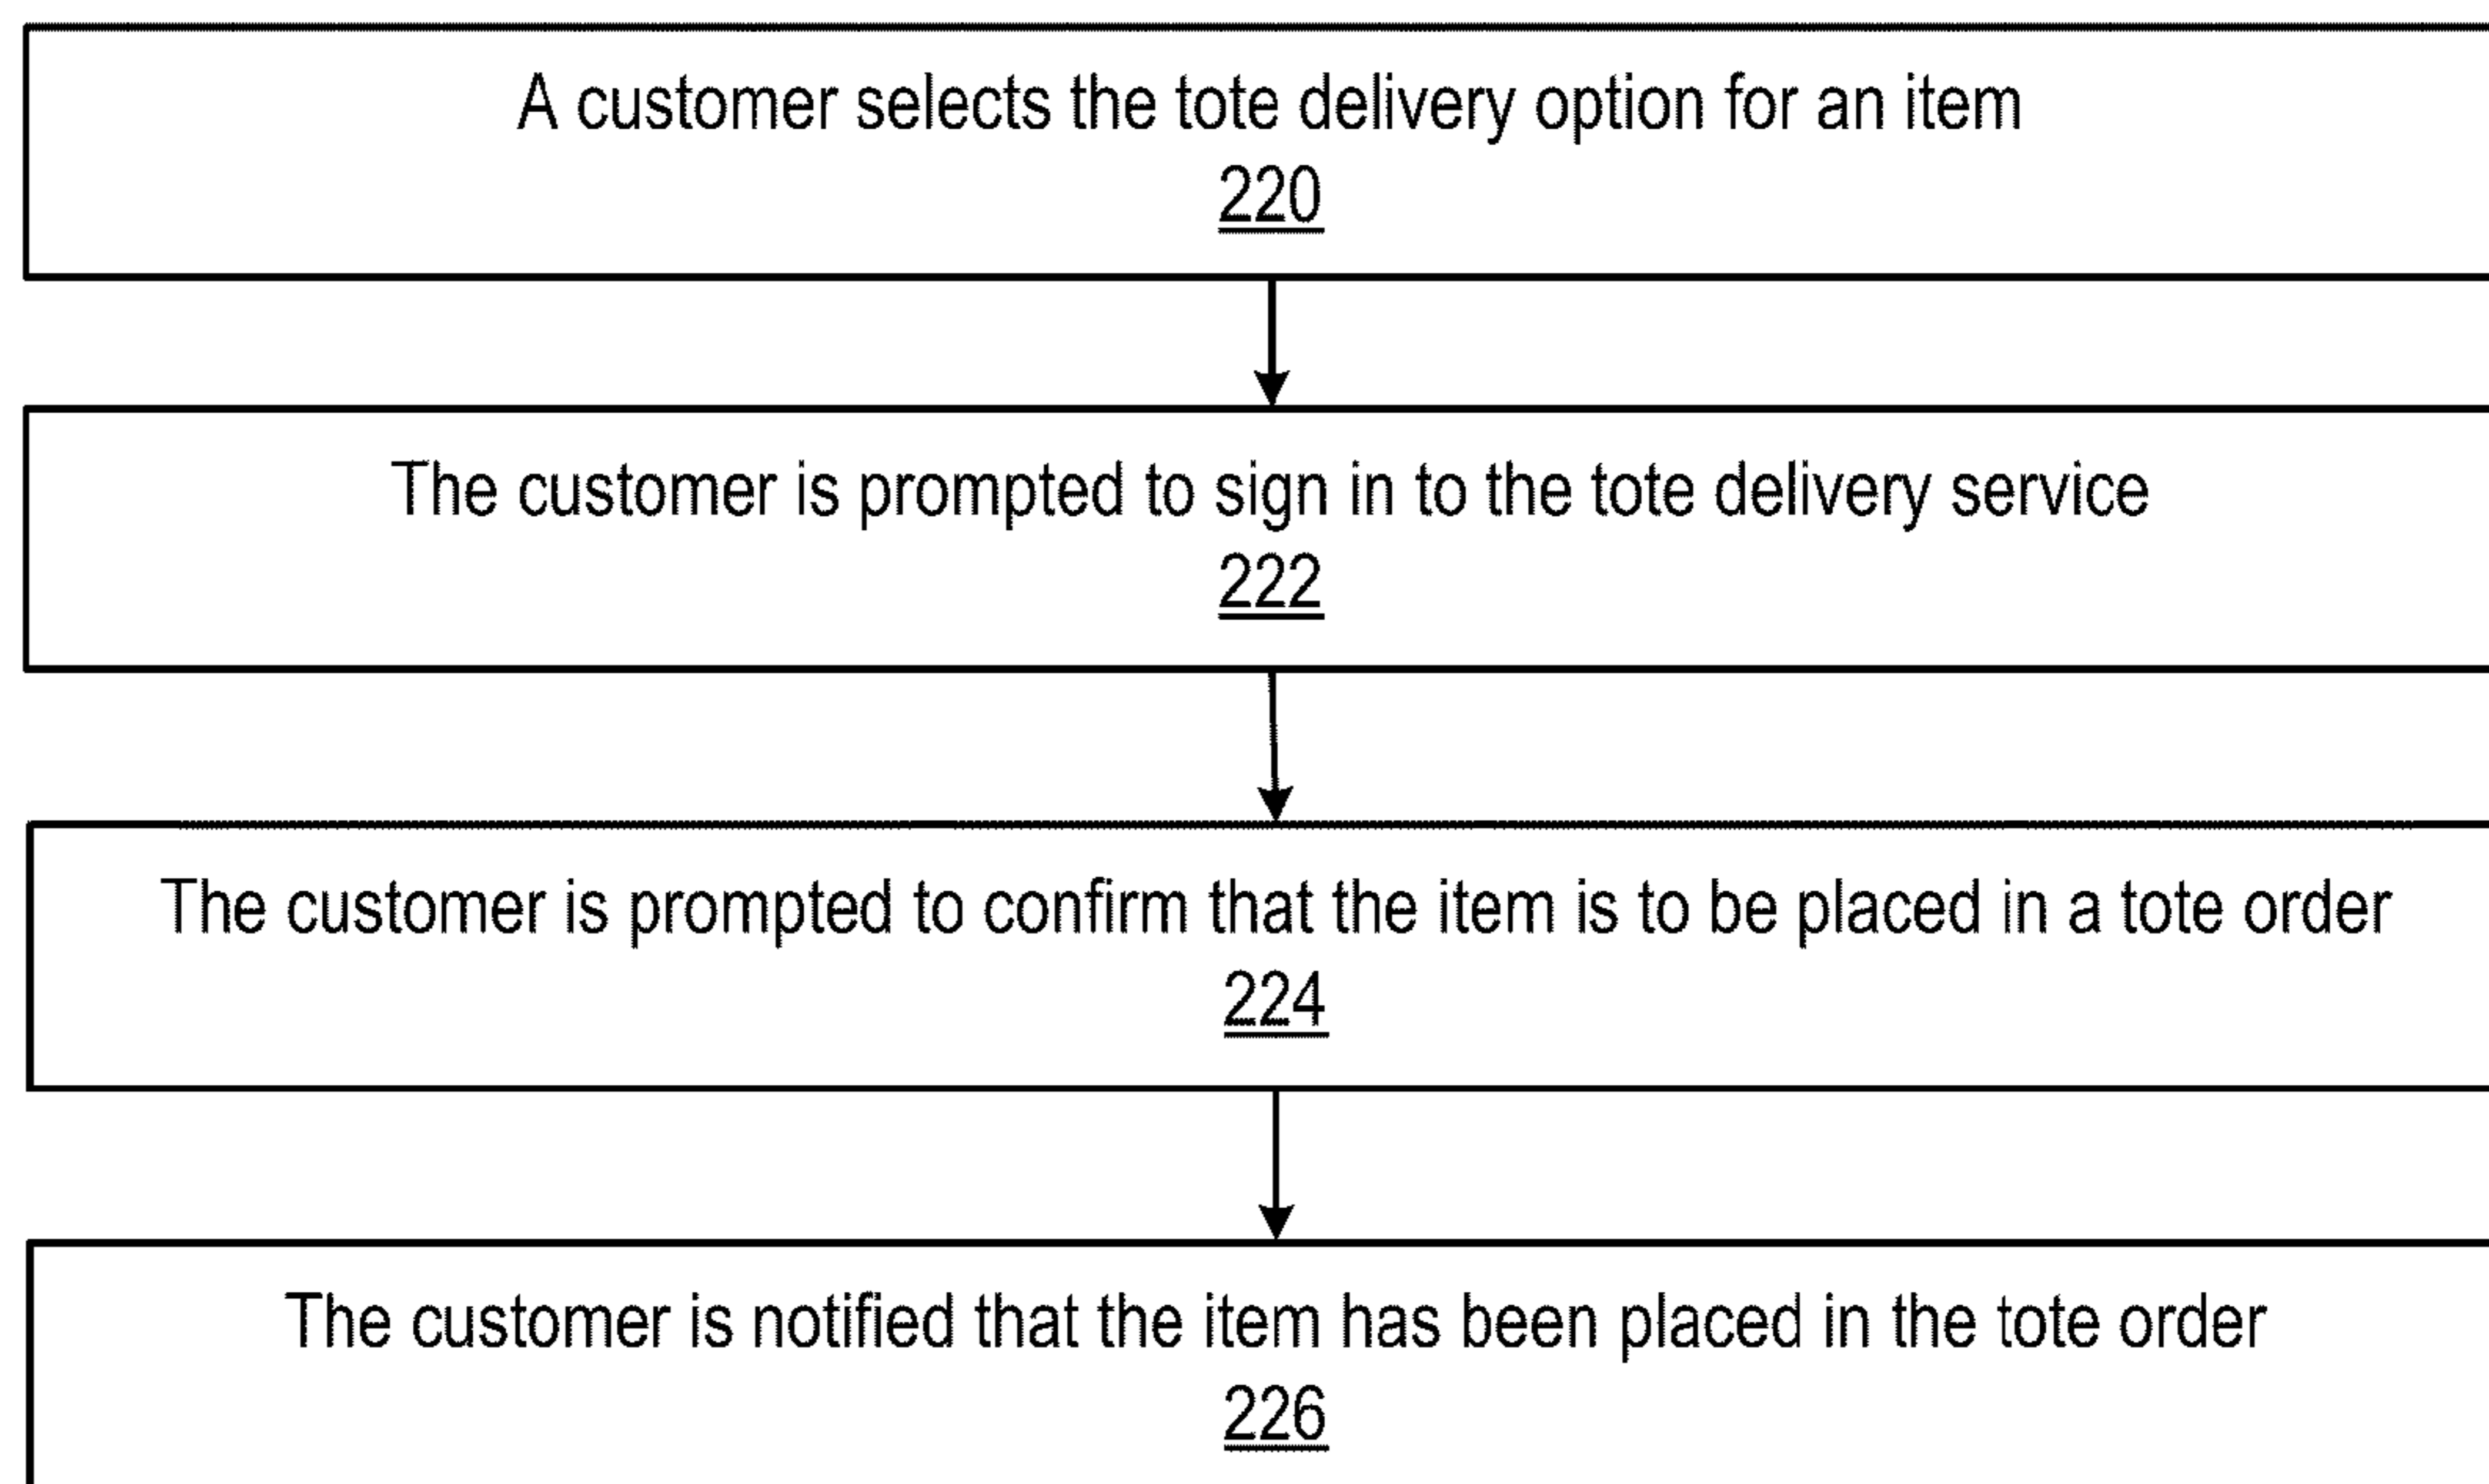 A customer selects the tote delivery option for an item
220
The customer is prompted to sign in to the tote delivery service
222
The customer is prompted to confirm that the item is to be placed in a tote order
224
The customer is notified that the item has been placed in the tote order
226